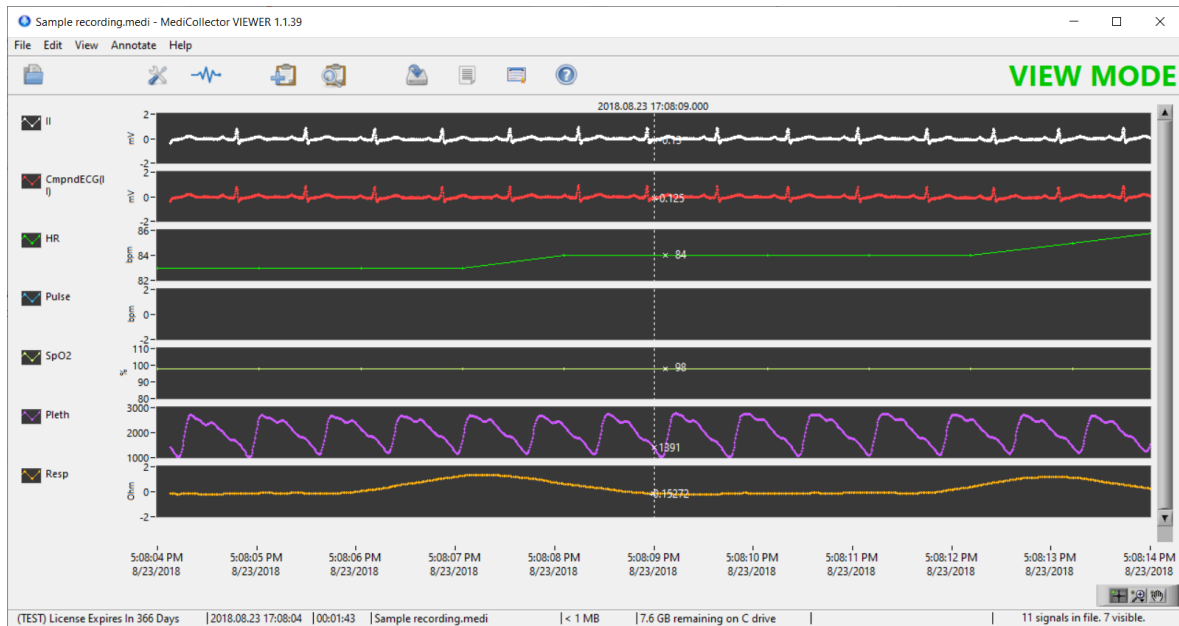 Sample recording.medi - MediCollector VIEWER 1.1.39
File Edit View Annotate Help
VIEW MODE
2018.08.23 17:08:09.000
II
mV
2
0
-2
CmpndECG(I
I)
mV
2
0
-2
0.125
HR
bpm
86
84
82
84
Pulse
bpm
2
0
-2
SpO2
%
110
100
90
80
98
Pleth
3000
2000
1000
1391
Resp
Ohm
2
0
-2
5:08:04 PM 5:08:05 PM 5:08:06 PM 5:08:07 PM 5:08:08 PM 5:08:09 PM 5:08:10 PM 5:08:11 PM 5:08:12 PM 5:08:13 PM 5:08:14 PM
8/23/2018 8/23/2018 8/23/2018 8/23/2018 8/23/2018 8/23/2018 8/23/2018 8/23/2018 8/23/2018 8/23/2018 8/23/2018
(TEST) License Expires In 366 Days 2018.08.23 17:08:04 00:01:43 Sample recording.medi < 1 MB 7.6 GB remaining on C drive 11 signals in file. 7 visible.